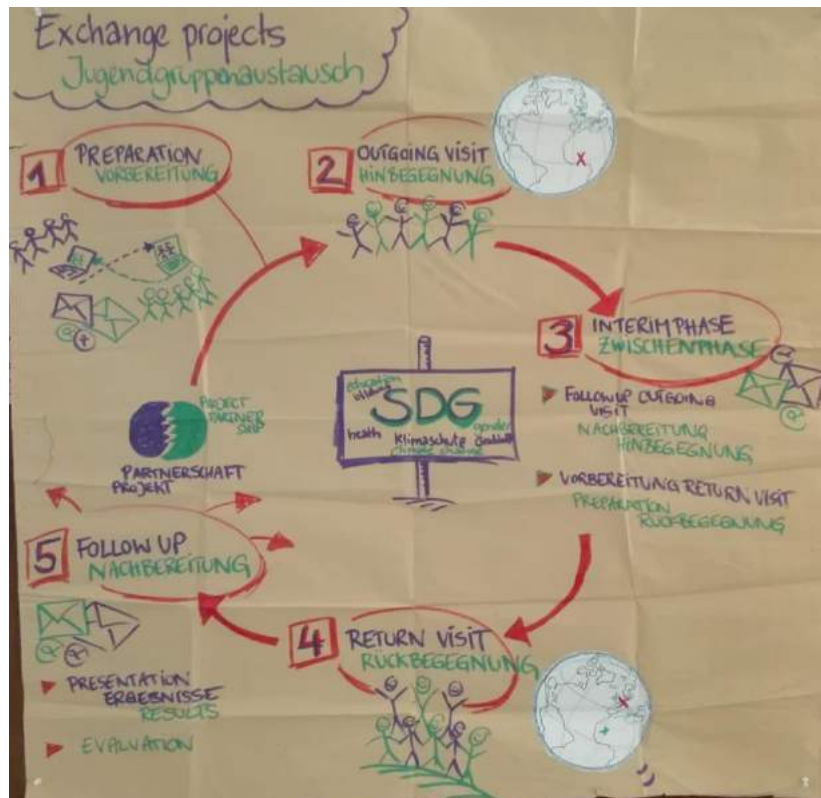 Exchange projects
Jugendgruppenaustausch
1 PREPARATION
VORBEREITUNG
2 OUTGOING VISIT
HINBEGEGNUNG
X
3 INTERIMPHASE
ZWISCHENPHASE
FOLLOW UP OUTGOING
VISIT
NACHBEREITUNG
HINBEGEGNUNG
VORBEREITUNG RETURN VISIT
PREPARATION
RÜCKBEGEGNUNG
education
bildung
SDG
gender
health Klimaschutz
climate change
PROJECT
PARTNER
SHIP
PARTNERSCHAFT
PROJEKT
4 RETURN VISIT
RÜCKBEGEGNUNG
X
5 FOLLOW UP
NACHBEREITUNG
@ @
PRESENTATION
ERGEBNISSE
RESULTS
EVALUATION